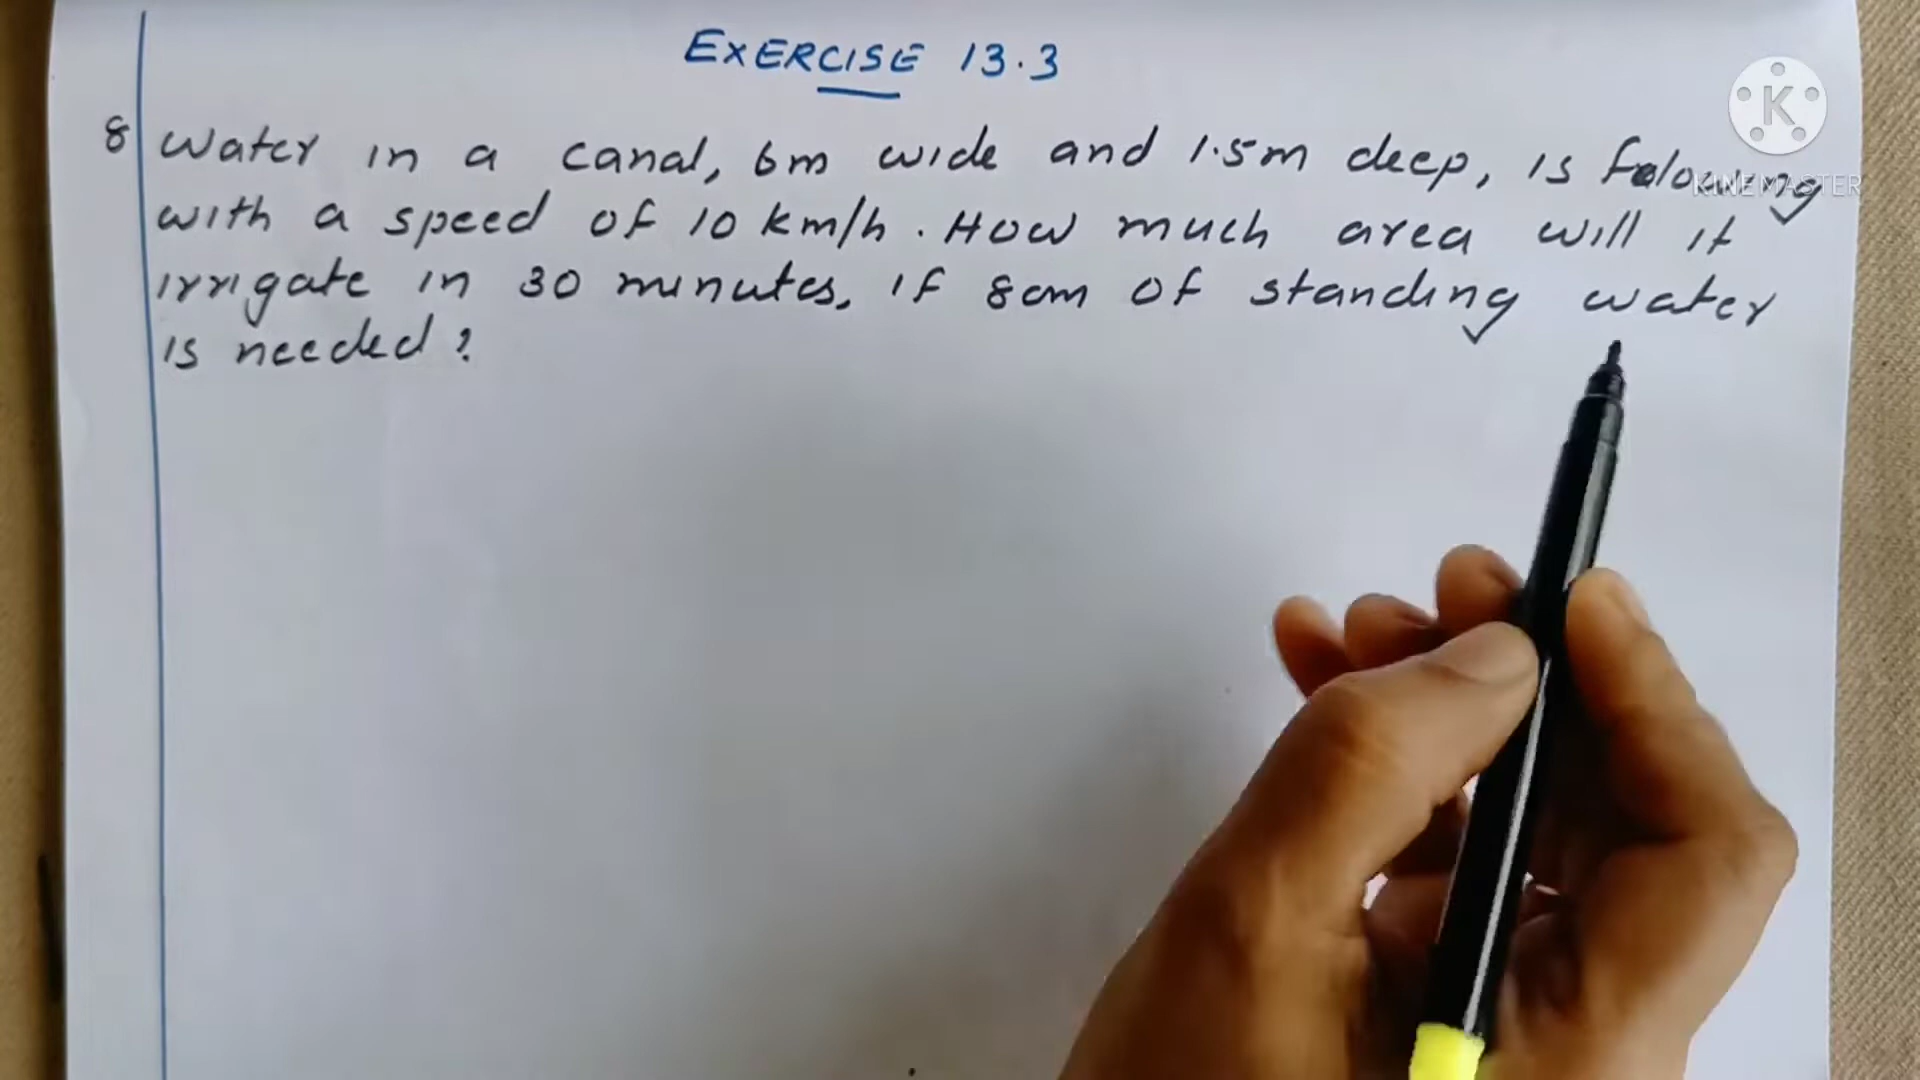 EXERCISE 13.3
8 Water in a canal, 6m wide and 1.5m deep, is folowing
with a speed of 10 km/h. How much area will it
irrigate in 30 minutes, if 8cm of standing water
is needed?
K
KINEMASTER